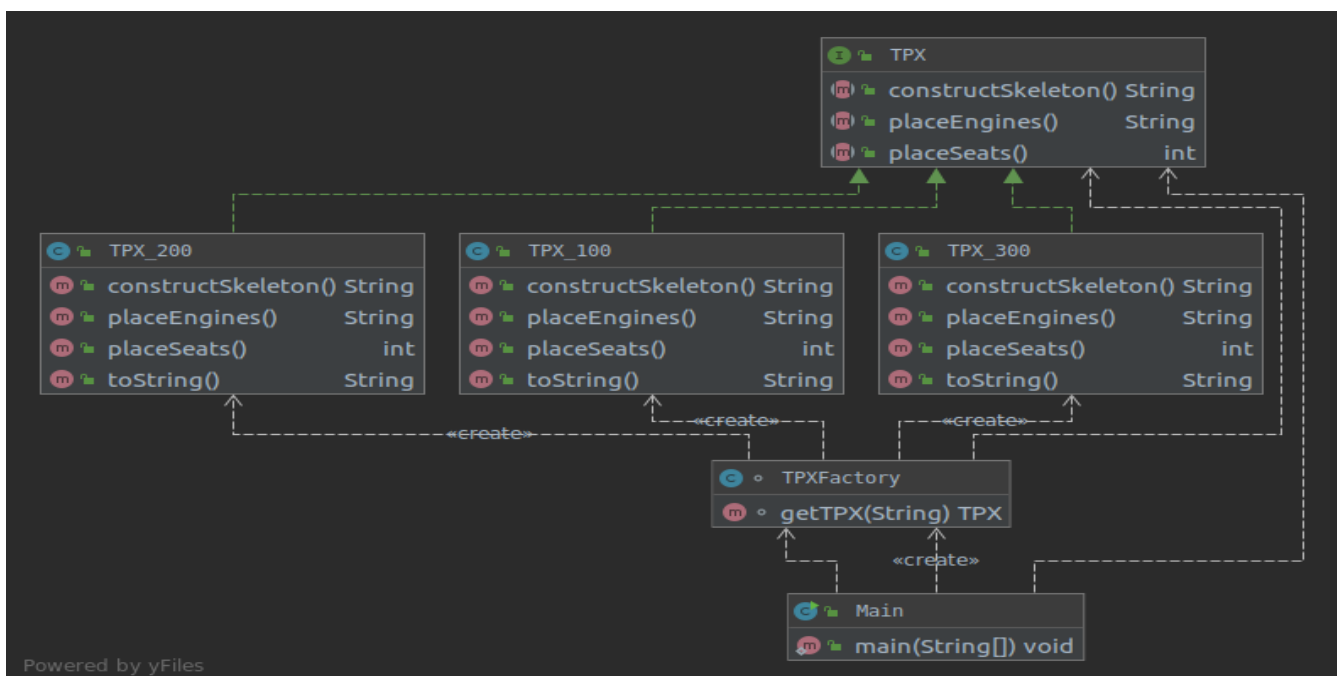 TPX
constructSkeleton() String
placeEngines() String
placeSeats() int
TPX_200
constructSkeleton() String
placeEngines() String
placeSeats() int
toString() String
TPX_100
constructSkeleton() String
placeEngines() String
placeSeats() int
toString() String
TPX_300
constructSkeleton() String
placeEngines() String
placeSeats() int
toString() String
«create»
«create»
«create»
TPXFactory
getTPX(String) TPX
«create»
Main
main(String[]) void
Powered by yFiles